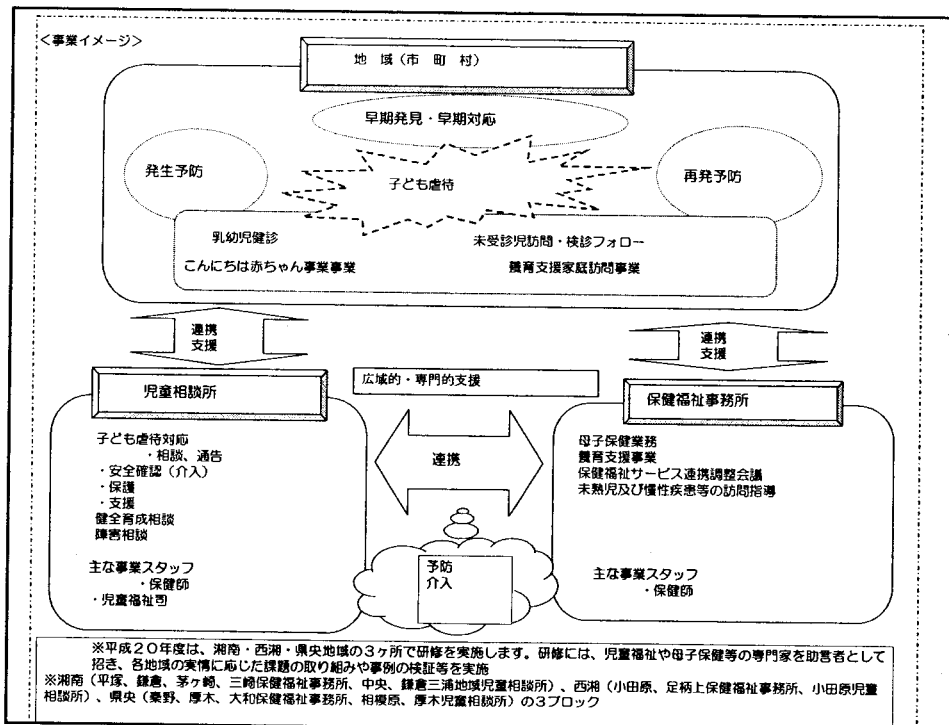 ＜事業イメージ＞
地 域（市 町 村）
早期発見・早期対応
発生予防
子ども虐待
再発予防
乳幼児健診
未受診児訪問・検診フォロー
こんにちは赤ちゃん事業事業
養育支援家庭訪問事業
連携
支援
連携
支援
児童相談所
広域的・専門的支援
保健福祉事務所
子ども虐待対応
・相談、通告
・安全確認（介入）
・保護
・支援
健全育成相談
障害相談
主な事業スタッフ
・保健師
・児童福祉司
連携
予防
介入
母子保健業務
養育支援事業
保健福祉サービス連携調整会議
未熟児及び慢性疾患等の訪問指導
主な事業スタッフ
・保健師
※平成２０年度は、湘南・西湘・県央地域の３ヶ所で研修を実施します。研修には、児童福祉や母子保健等の専門家を助言者として
招き、各地域の実情に応じた課題の取り組みや事例の検証等を実施
※湘南（平塚、鎌倉、茅ヶ崎、三崎保健福祉事務所、中央、鎌倉三浦地域児童相談所）、西湘（小田原、足柄上保健福祉事務所、小田原児童
相談所）、県央（秦野、厚木、大和保健福祉事務所、相模原、厚木児童相談所）の３ブロック